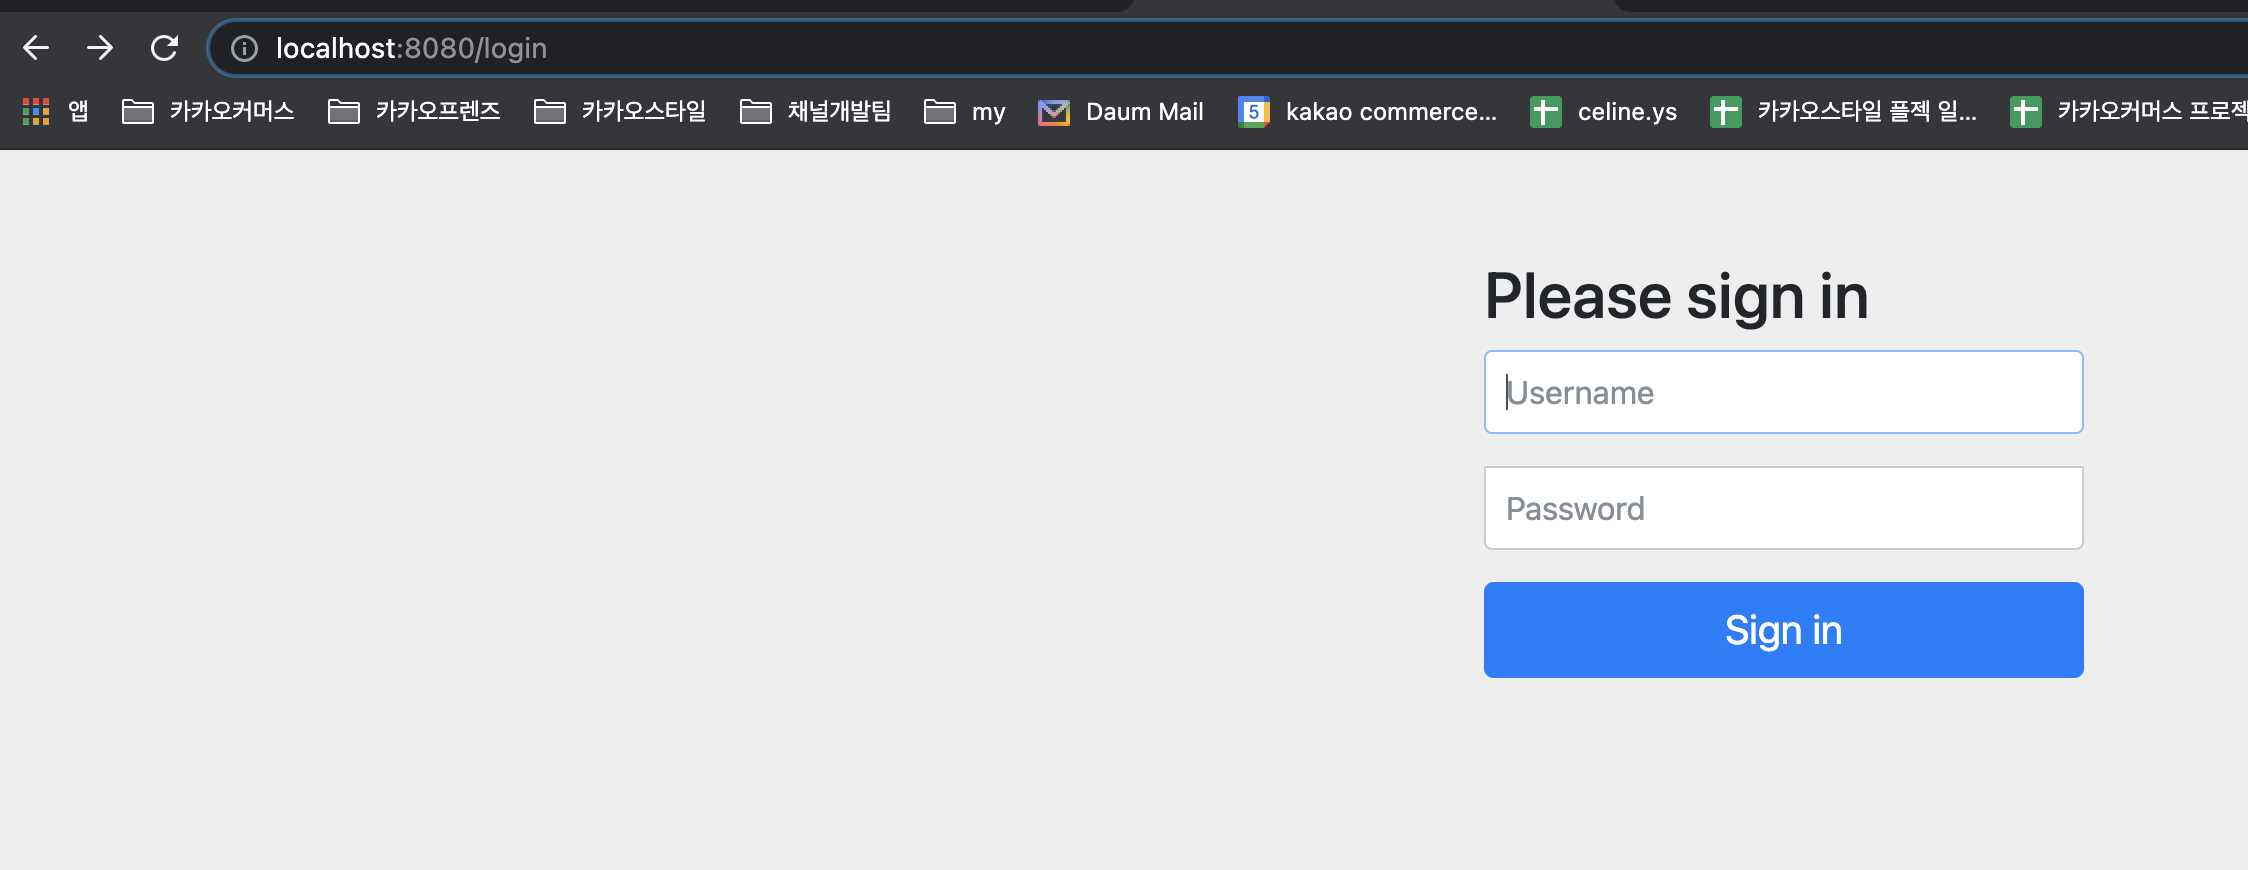 localhost:8080/login
앱 카카오커머스 카카오프렌즈 카카오스타일 채널개발팀 my Daum Mail 5 kakao commerce... celine.ys 카카오스타일 플젝 일... 카카오커머스 프로젝
Please sign in
Username
Password
Sign in